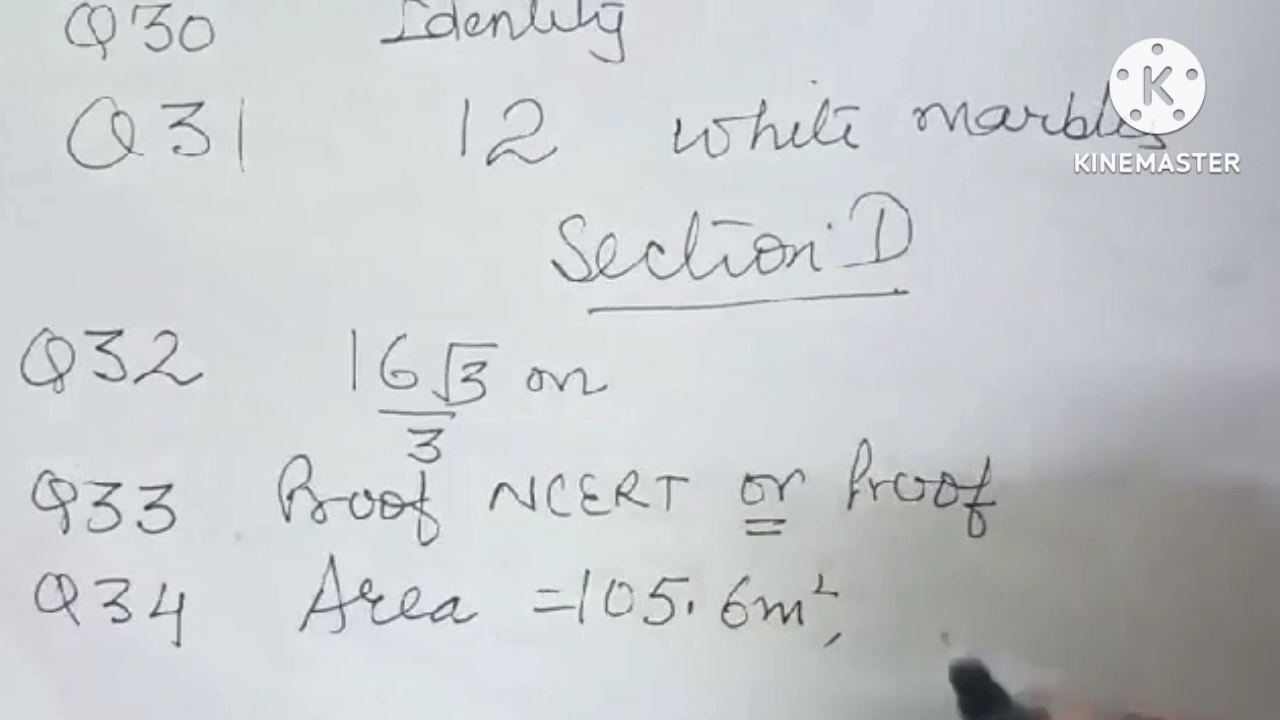 Q30 Identity
Q31 12 white marbles
K
KINEMASTER
Section D
Q32 16√3/3 cm
Q33 Proof NCERT or Proof
Q34 Area = 105.6m²,